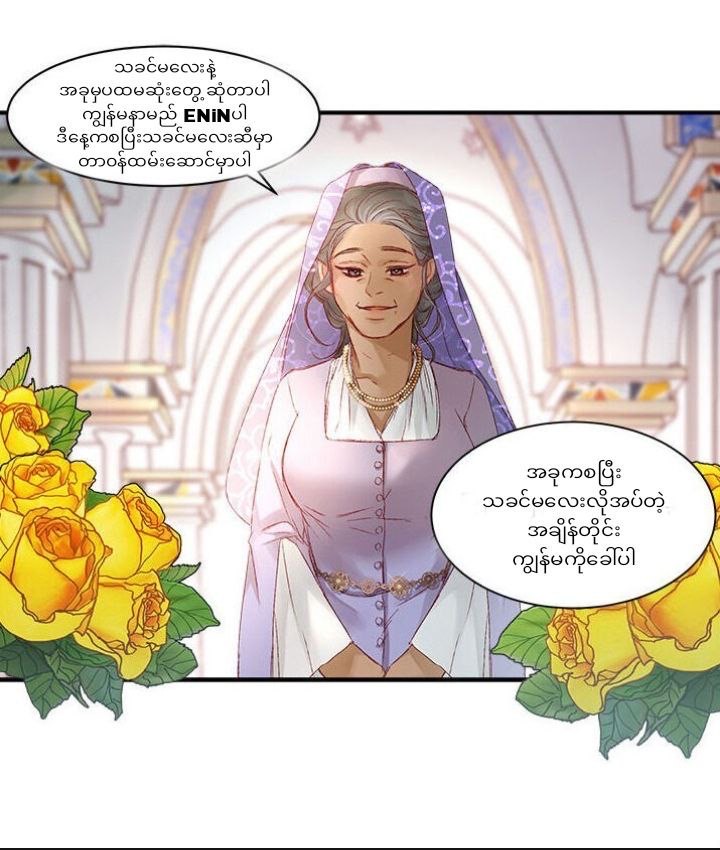 သခင်မလေးနဲ့
အခုမှပထမဆုံးတွေ့ ဆုံတာပါ
ကျွန်မနာမည် ENiNပါ
ဒီနေ့ကစပြီးသခင်မလေးဆီမှာ
တာဝန်ထမ်းဆောင်မှာပါ
အခုကစပြီး
သခင်မလေးလိုအပ်တဲ့
အချိန်တိုင်း
ကျွန်မကိုခေါ်ပါ